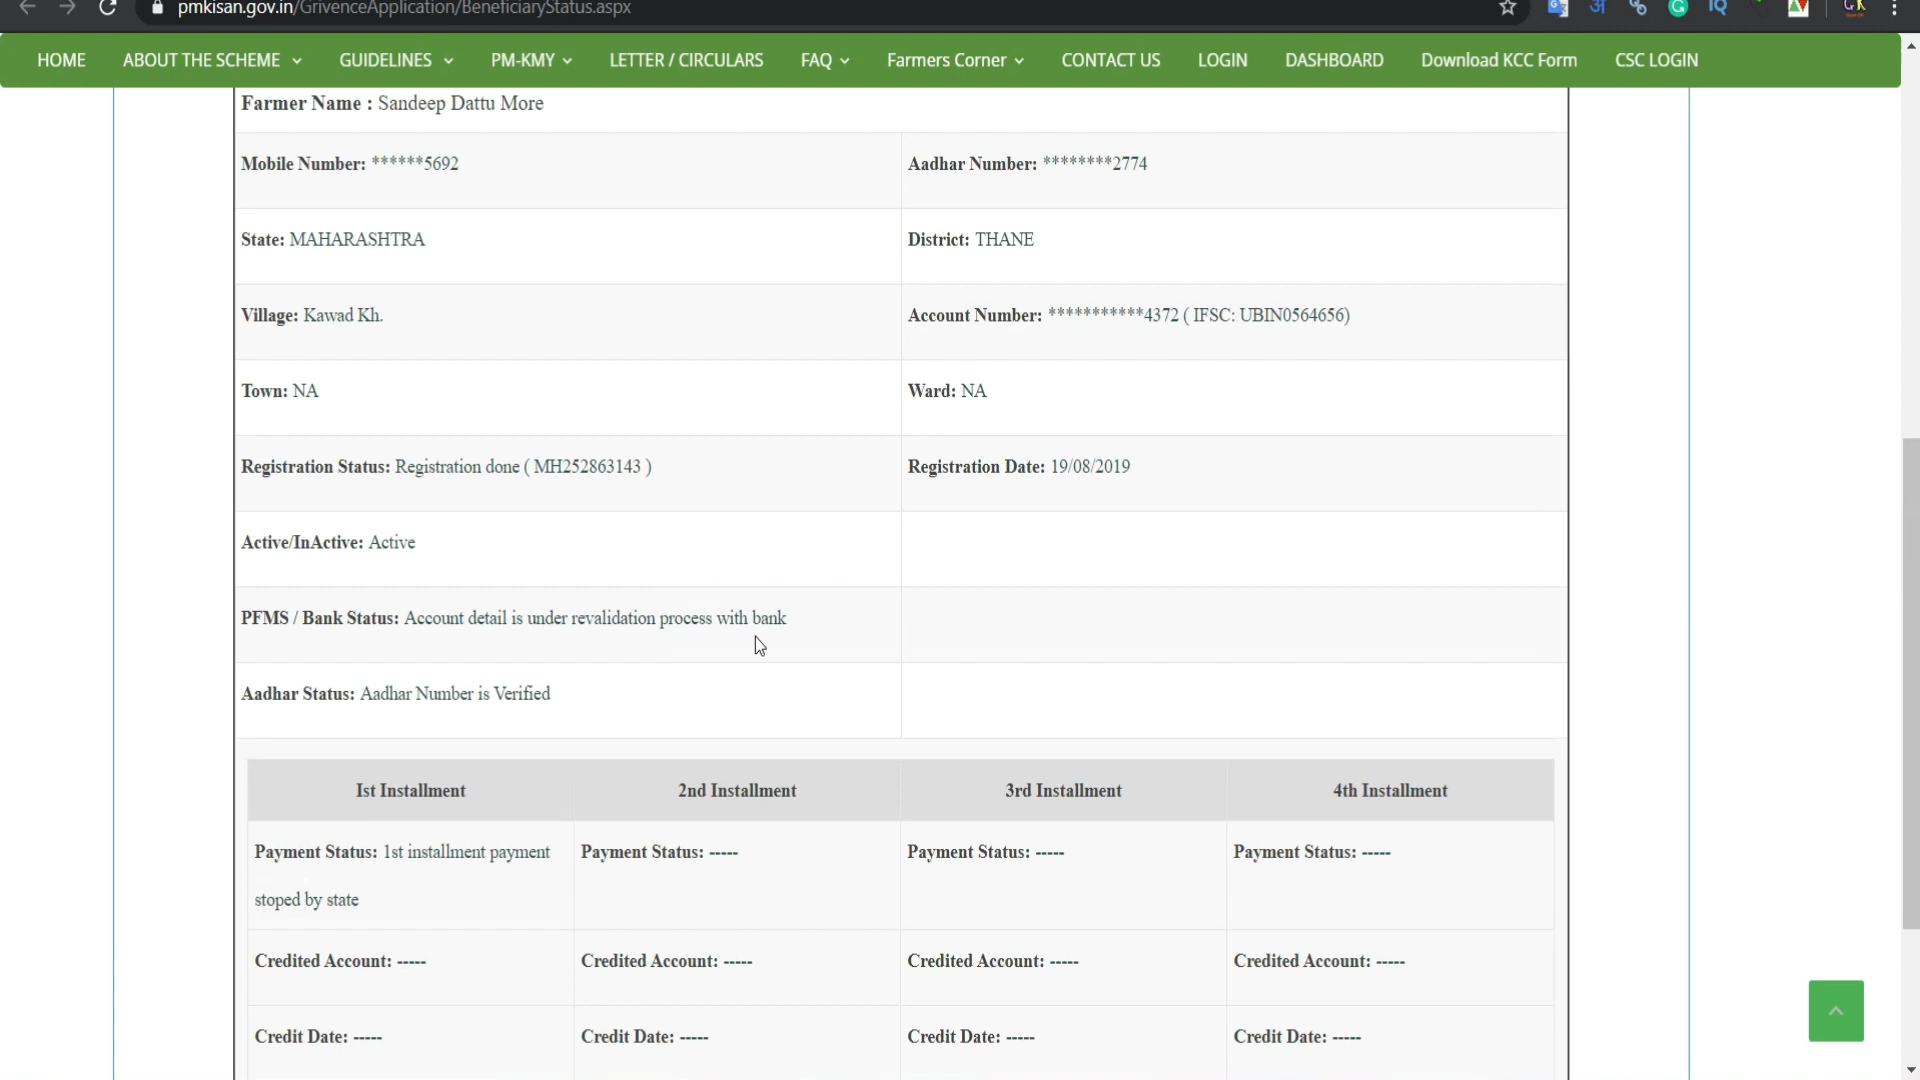 pmkisan.gov.in/GrivenceApplication/BeneficiaryStatus.aspx
HOME ABOUT THE SCHEME GUIDELINES PM-KMY LETTER / CIRCULARS FAQ Farmers Corner CONTACT US LOGIN DASHBOARD Download KCC Form CSC LOGIN
Farmer Name : Sandeep Dattu More
Mobile Number: ******5692 Aadhar Number: ********2774
State: MAHARASHTRA District: THANE
Village: Kawad Kh. Account Number: ***********4372 ( IFSC: UBIN0564656)
Town: NA Ward: NA
Registration Status: Registration done ( MH252863143 ) Registration Date: 19/08/2019
Active/InActive: Active
PFMS / Bank Status: Account detail is under revalidation process with bank
Aadhar Status: Aadhar Number is Verified
Ist Installment 2nd Installment 3rd Installment 4th Installment
Payment Status: 1st installment payment Payment Status: ----- Payment Status: ----- Payment Status: -----
stoped by state
Credited Account: ----- Credited Account: ----- Credited Account: ----- Credited Account: -----
Credit Date: ----- Credit Date: ----- Credit Date: ----- Credit Date: -----